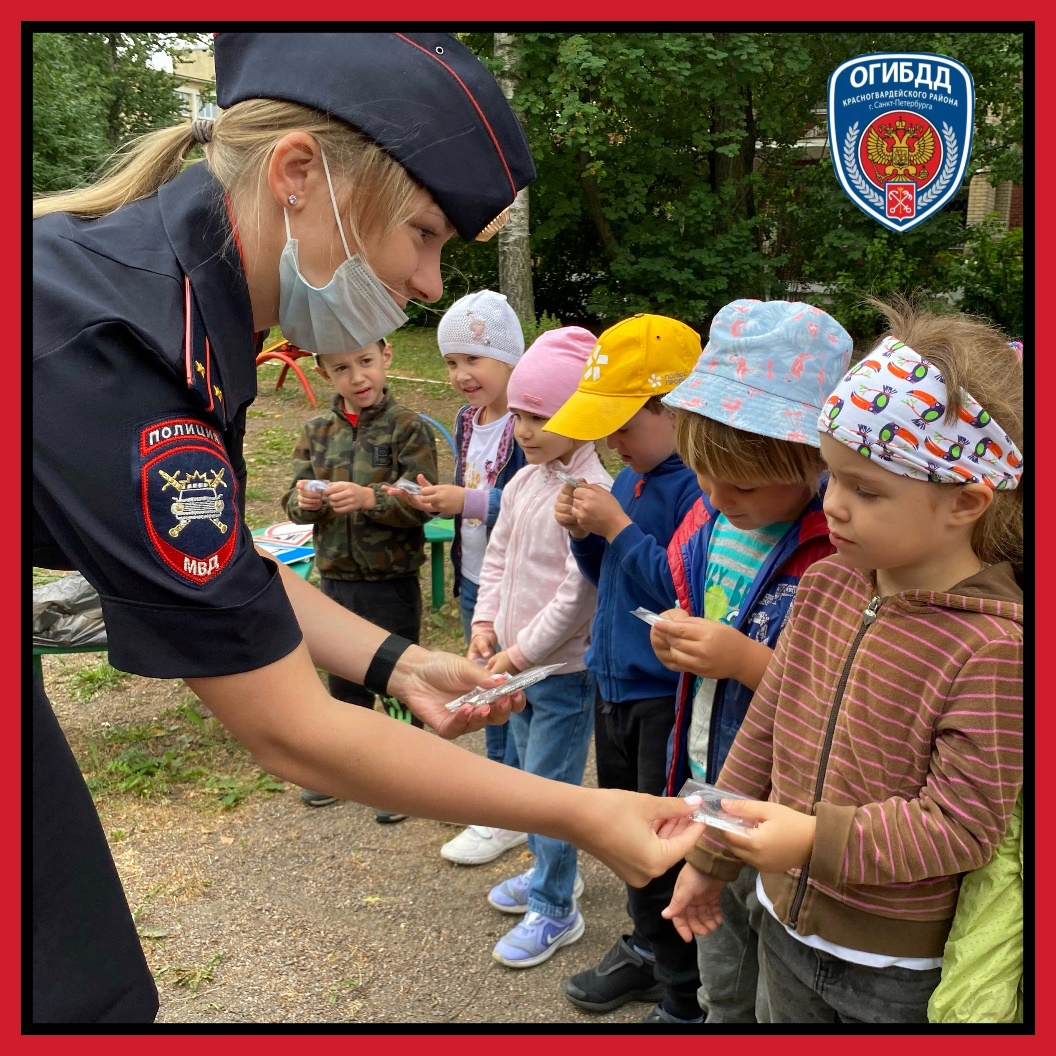 ОГИБДД
КРАСНОГВАРДЕЙСКОГО РАЙОНА
г. Санкт-Петербурга
ПОЛИЦИЯ
МВД